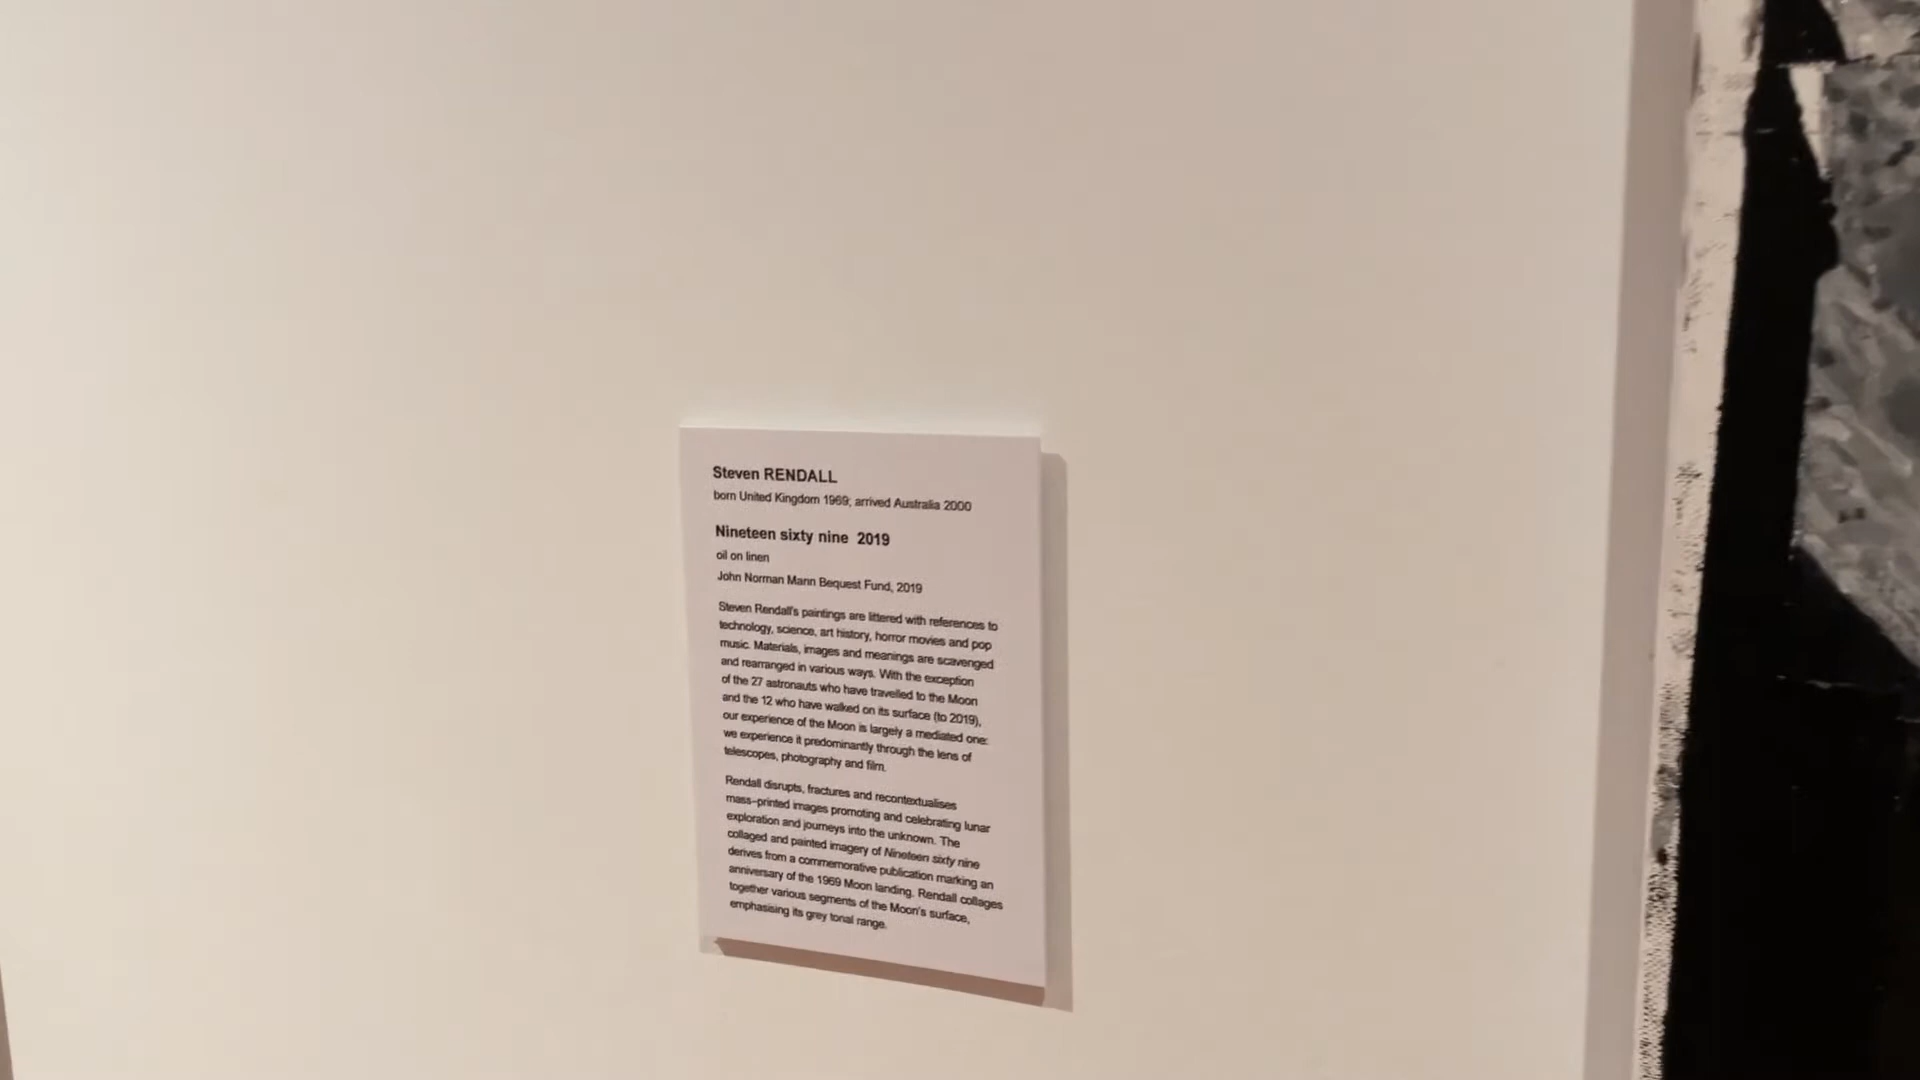 Steven RENDALL
born United Kingdom 1969; arrived Australia 2000
Nineteen sixty nine 2019
oil on linen
John Norman Mann Bequest Fund, 2019
Steven Rendall's paintings are littered with references to
technology, science, art history, horror movies and pop
music. Materials, images and meanings are scavenged
and rearranged in various ways. With the exception
of the 27 astronauts who have travelled to the Moon
and the 12 who have walked on its surface (to 2019),
our experience of the Moon is largely a mediated one:
we experience it predominantly through the lens of
telescopes, photography and film.
Rendall disrupts, fractures and recontextualises
mass–printed images promoting and celebrating lunar
exploration and journeys into the unknown. The
collaged and painted imagery of Nineteen sixty nine
derives from a commemorative publication marking an
anniversary of the 1969 Moon landing. Rendall collages
together various segments of the Moon's surface,
emphasising its grey tonal range.